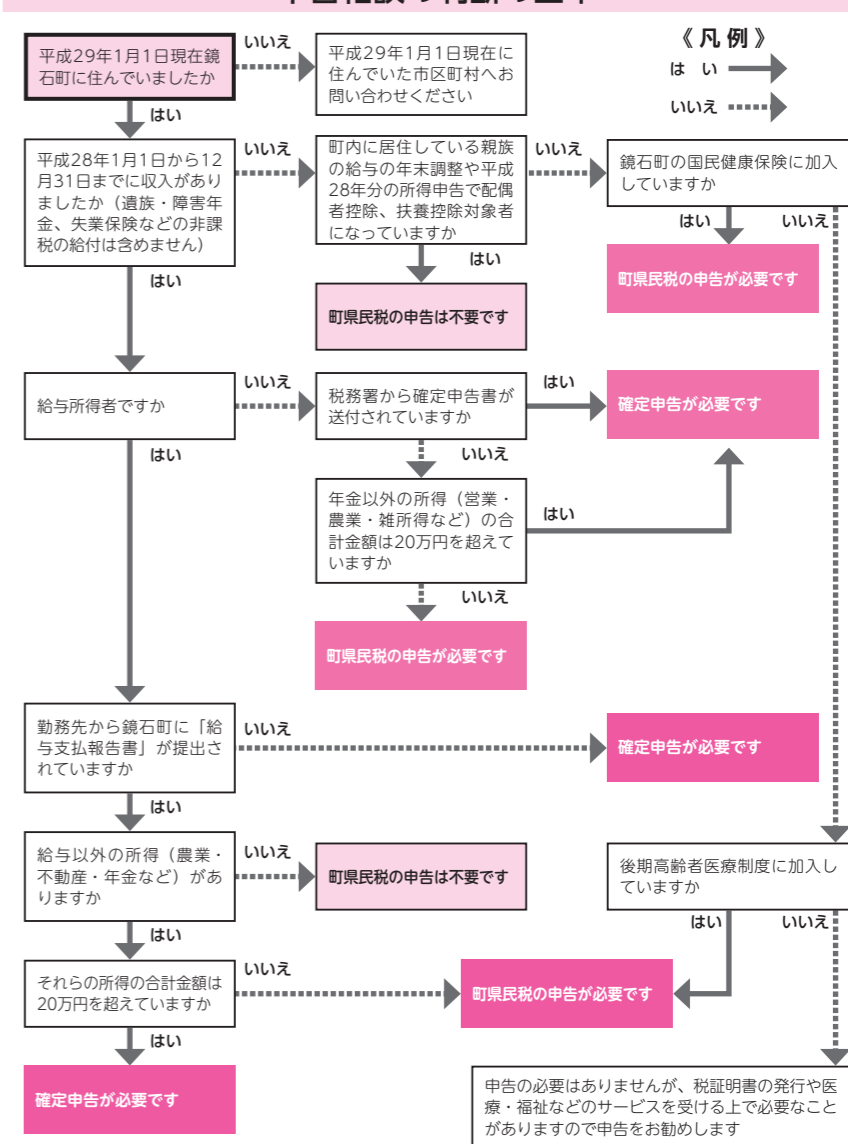 《凡例》
はい
いいえ
平成29年1月1日現在鏡
石町に住んでいましたか
いいえ
平成29年1月1日現在に
住んでいた市区町村へお
問い合わせください
はい
平成28年1月1日から12
月31日までに収入があり
ましたか（遺族・障害年
金、失業保険などの非課
税の給付は含めません）
いいえ
町内に居住している親族
の給与の年末調整や平成
28年分の所得申告で配偶
者控除、扶養控除対象者
になっていますか
いいえ
鏡石町の国民健康保険に加入
していますか
はい
いいえ
町県民税の申告が必要です
はい
町県民税の申告は不要です
はい
給与所得者ですか
いいえ
税務署から確定申告書が
送付されていますか
はい
確定申告が必要です
いいえ
年金以外の所得（営業・
農業・雑所得など）の合
計金額は20万円を超えて
いますか
はい
いいえ
町県民税の申告が必要です
はい
勤務先から鏡石町に「給
与支払報告書」が提出さ
れていますか
いいえ
確定申告が必要です
はい
給与以外の所得（農業・
不動産・年金など）があ
りますか
いいえ
町県民税の申告は不要です
後期高齢者医療制度に加入し
ていますか
はい
いいえ
はい
それらの所得の合計金額は
20万円を超えていますか
いいえ
町県民税の申告が必要です
はい
確定申告が必要です
申告の必要はありませんが、税証明書の発行や医
療・福祉などのサービスを受ける上で必要なこと
がありますので申告をお勧めします